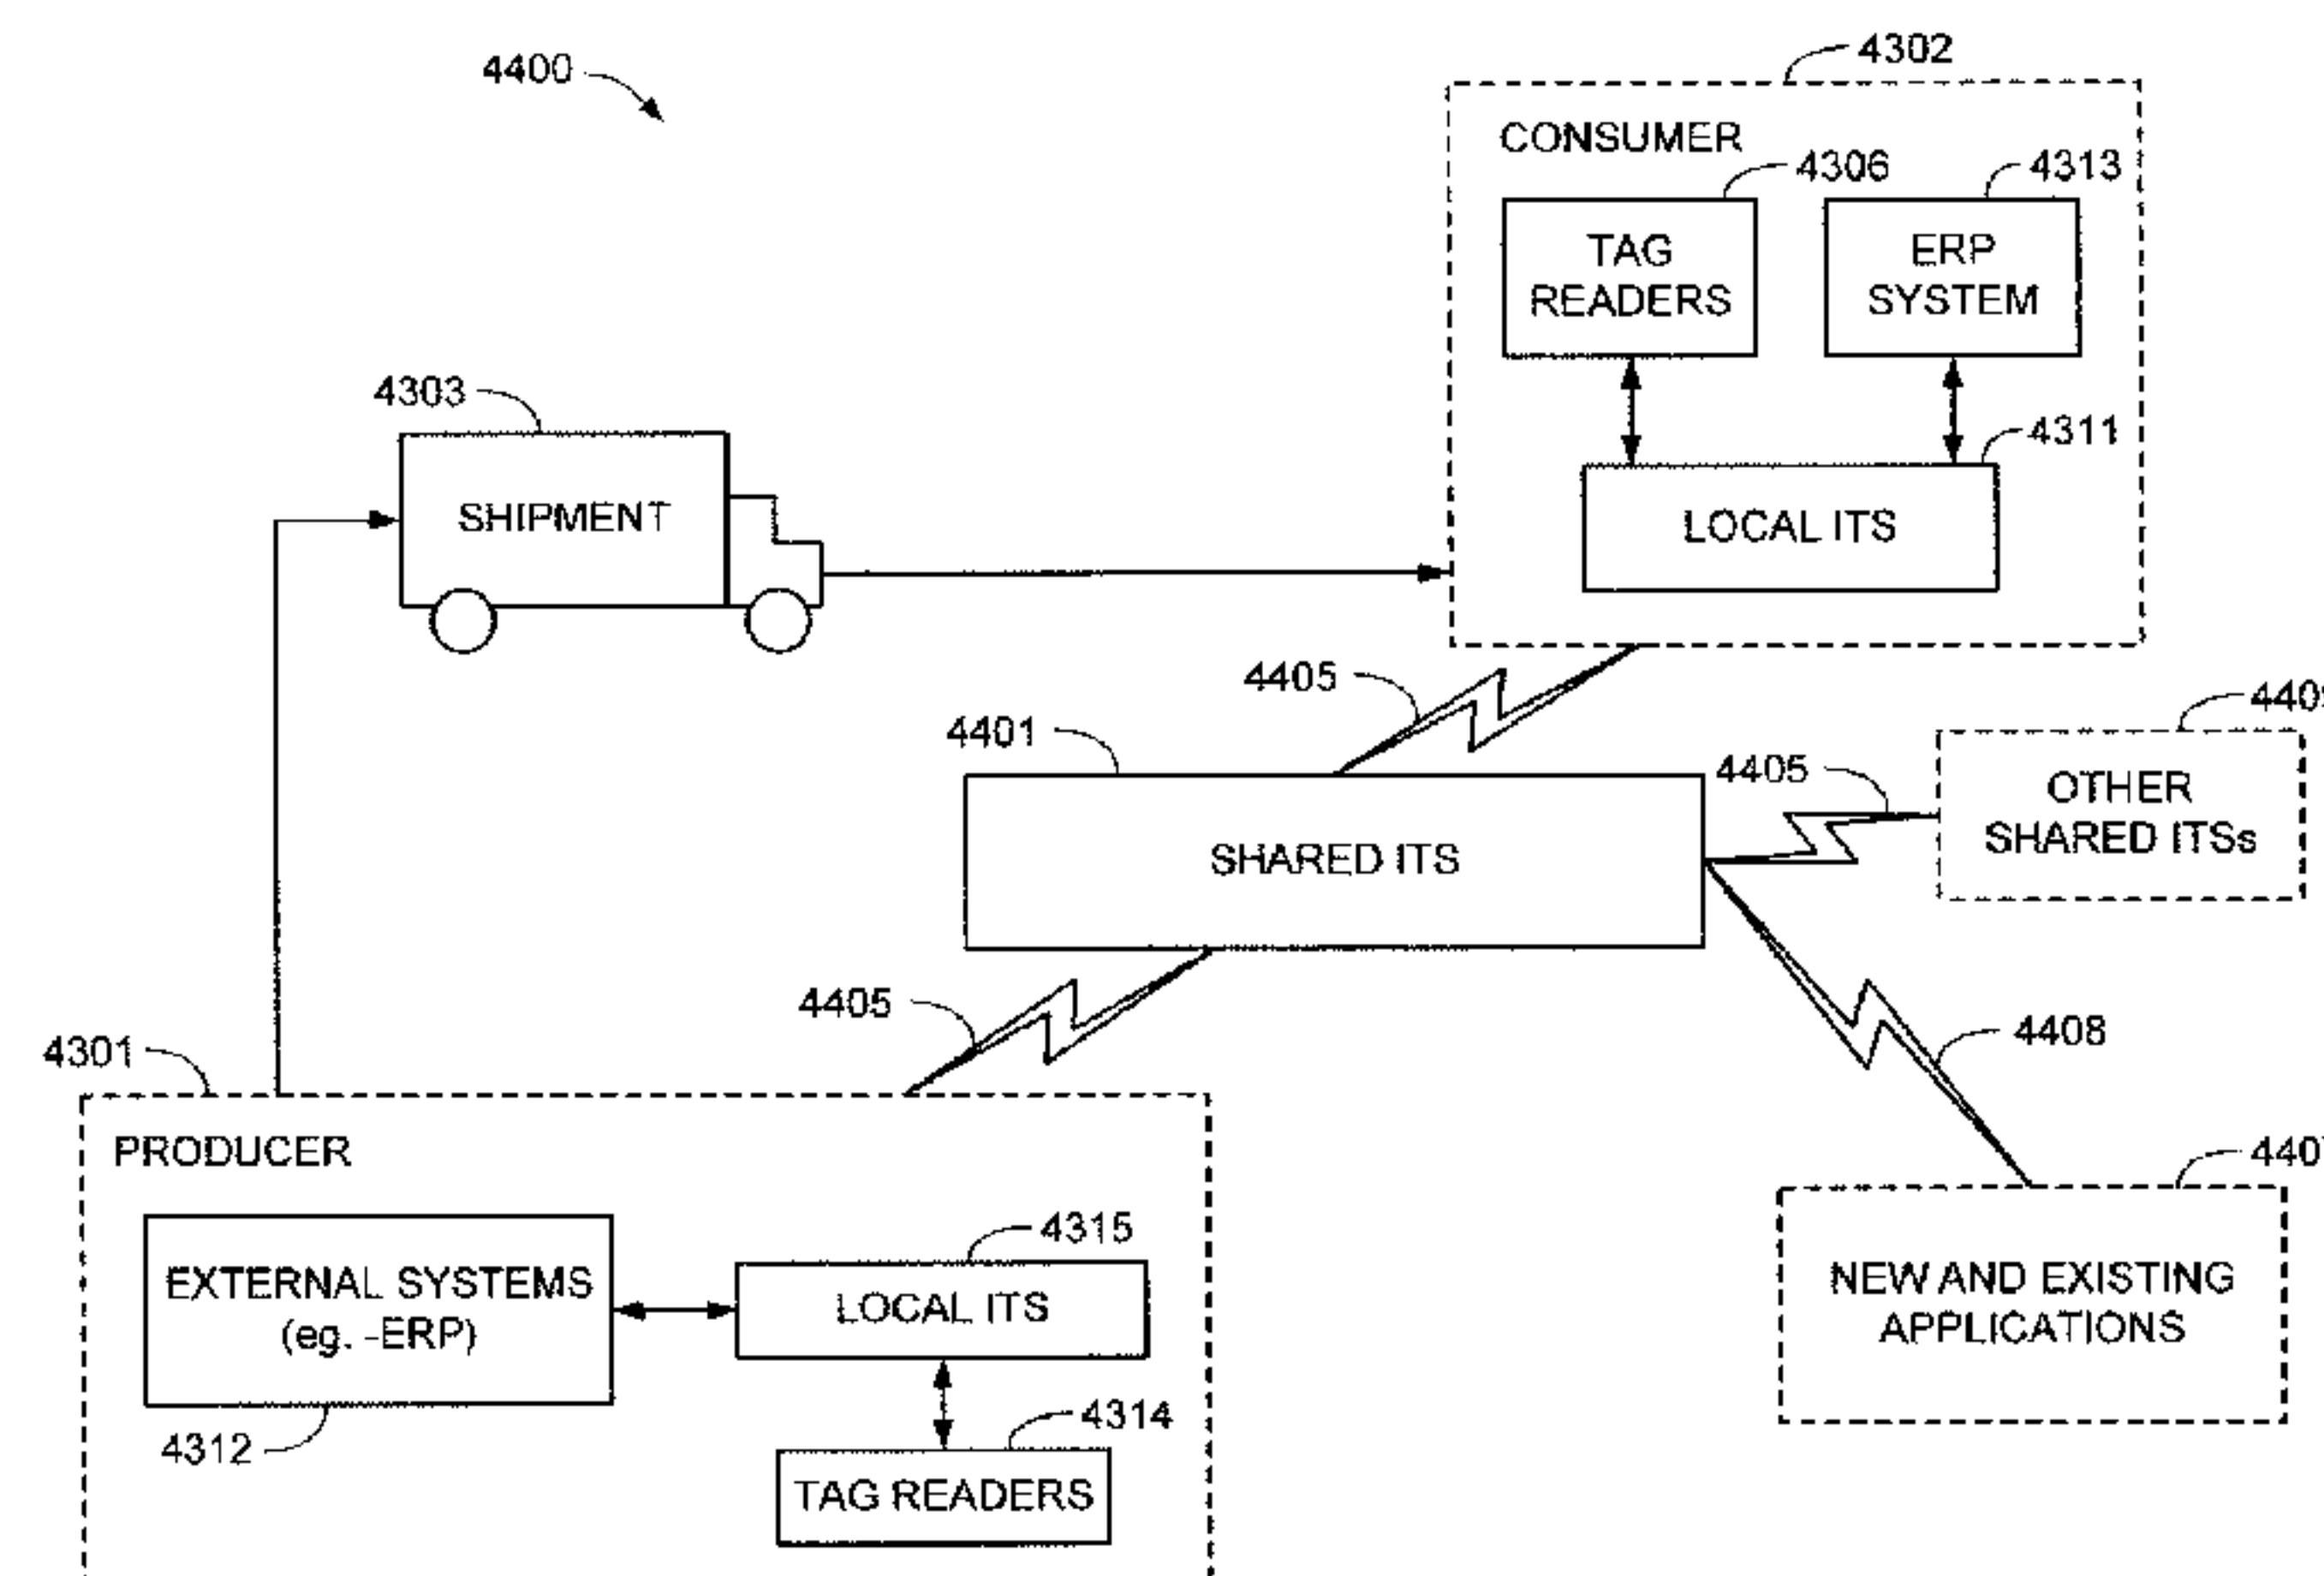 4400
4302
CONSUMER
4306
4313
TAG
READERS
ERP
SYSTEM
4303
4311
SHIPMENT
LOCAL ITS
4405
4401
4405
OTHER
SHARED ITSs
SHARED ITS
4405
4301
4408
PRODUCER
4315
EXTERNAL SYSTEMS
(eg. -ERP)
LOCAL ITS
NEW AND EXISTING
APPLICATIONS
4312
4314
TAG READERS